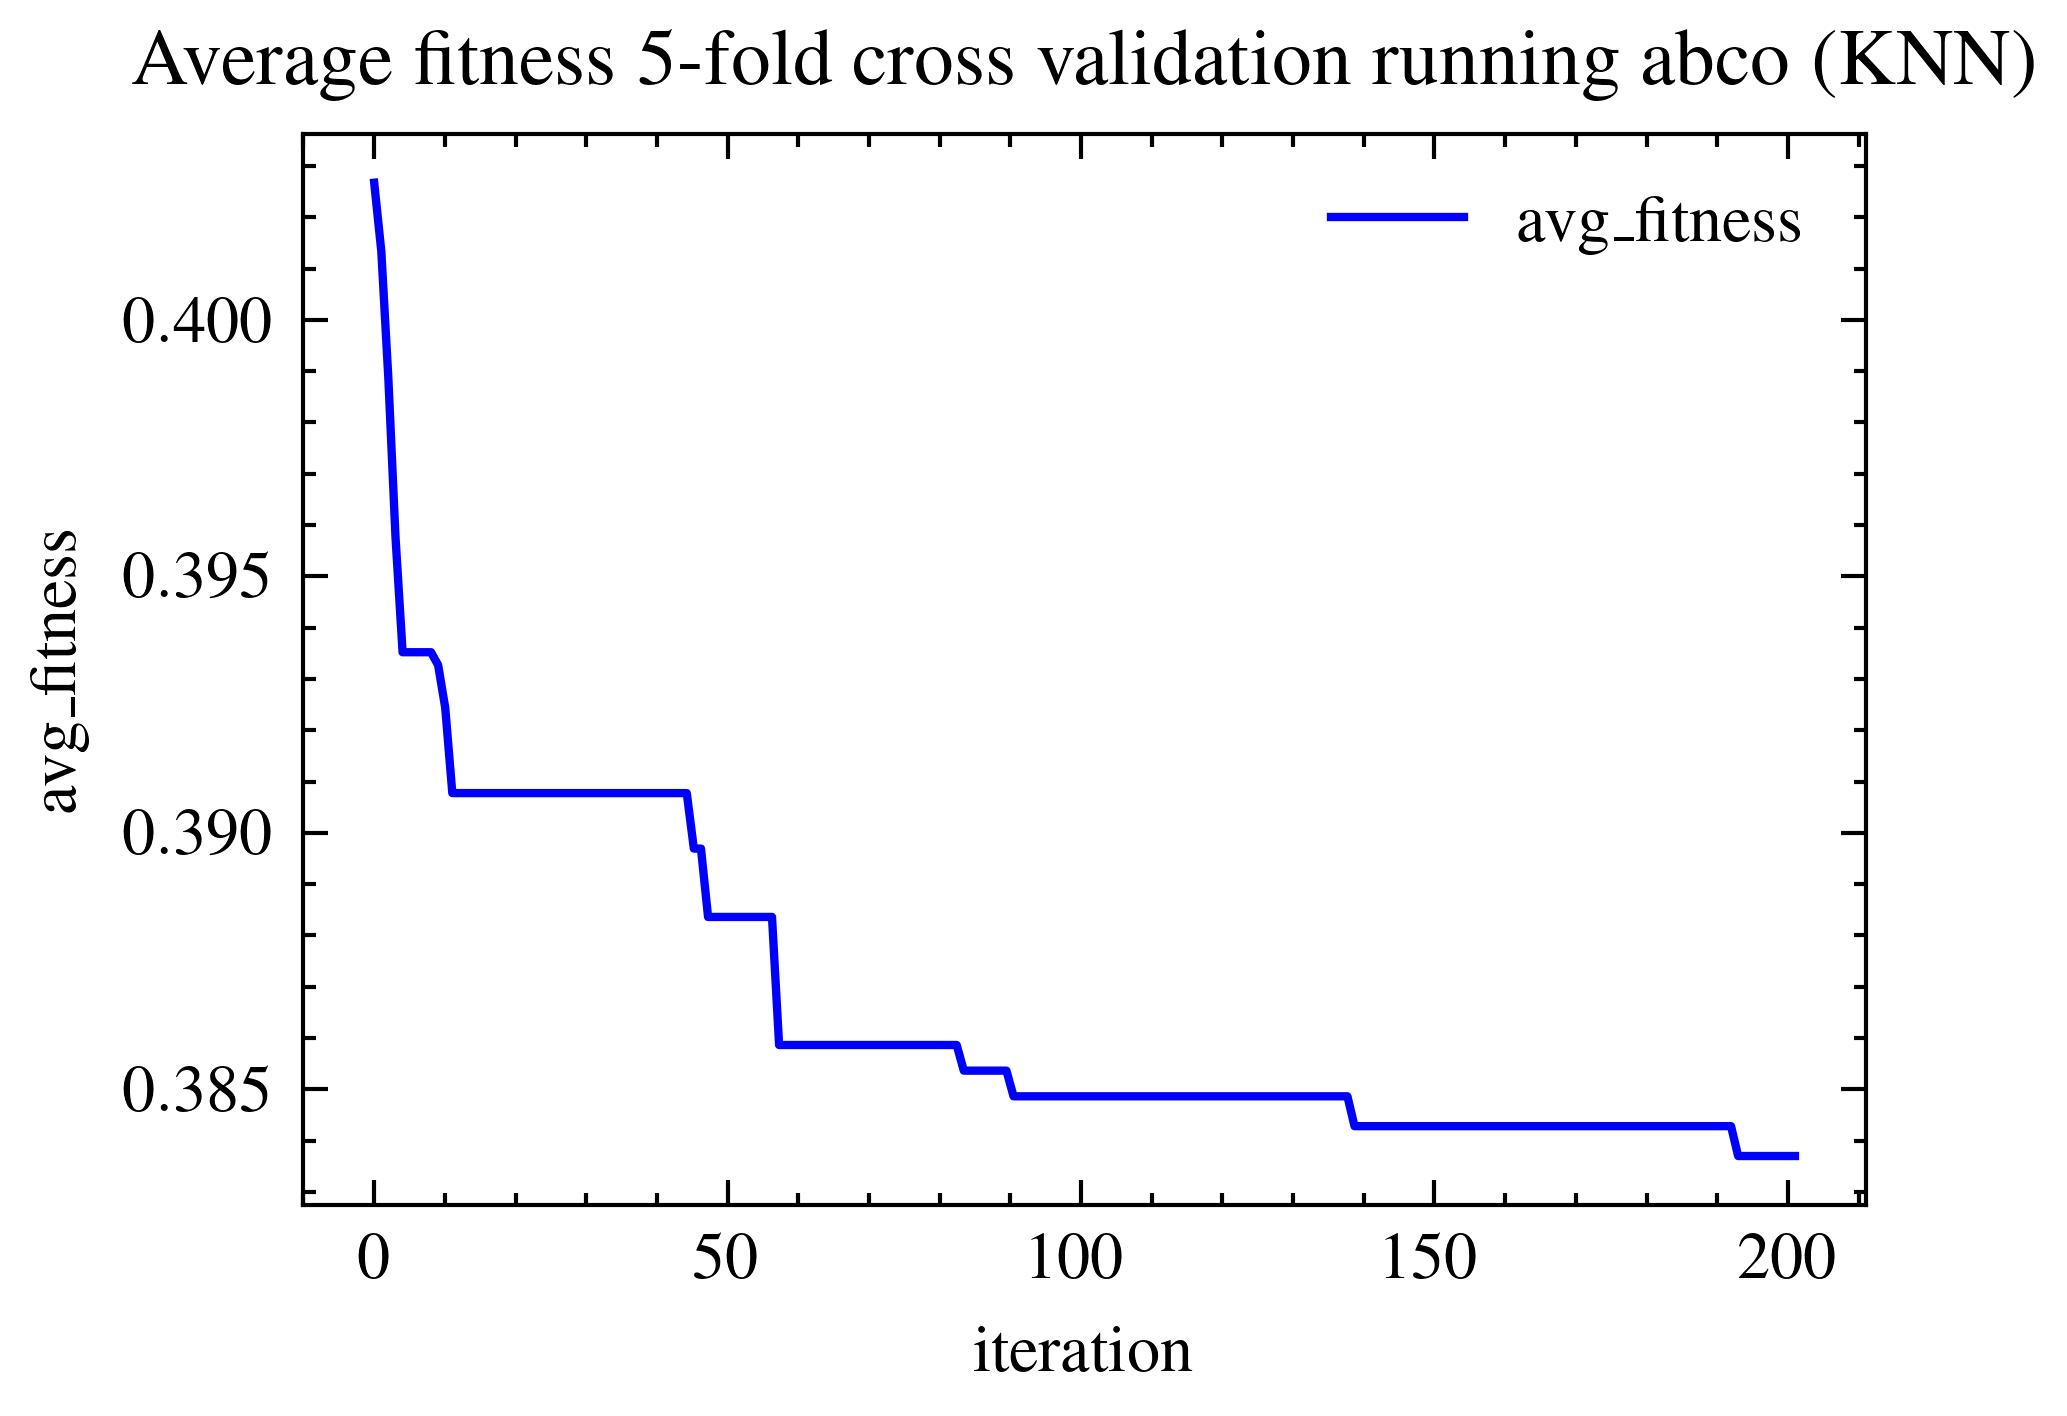 Average fitness 5-fold cross validation running abco (KNN)
avg_fitness
0.400
0.395
0.390
0.385
avg_fitness
0 50 100 150 200
iteration